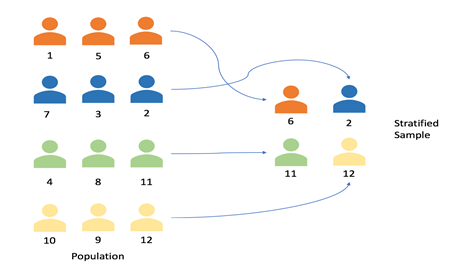 1 5 6
7 3 2
6 2
Stratified
Sample
4 8 11
11 12
10 9 12
Population